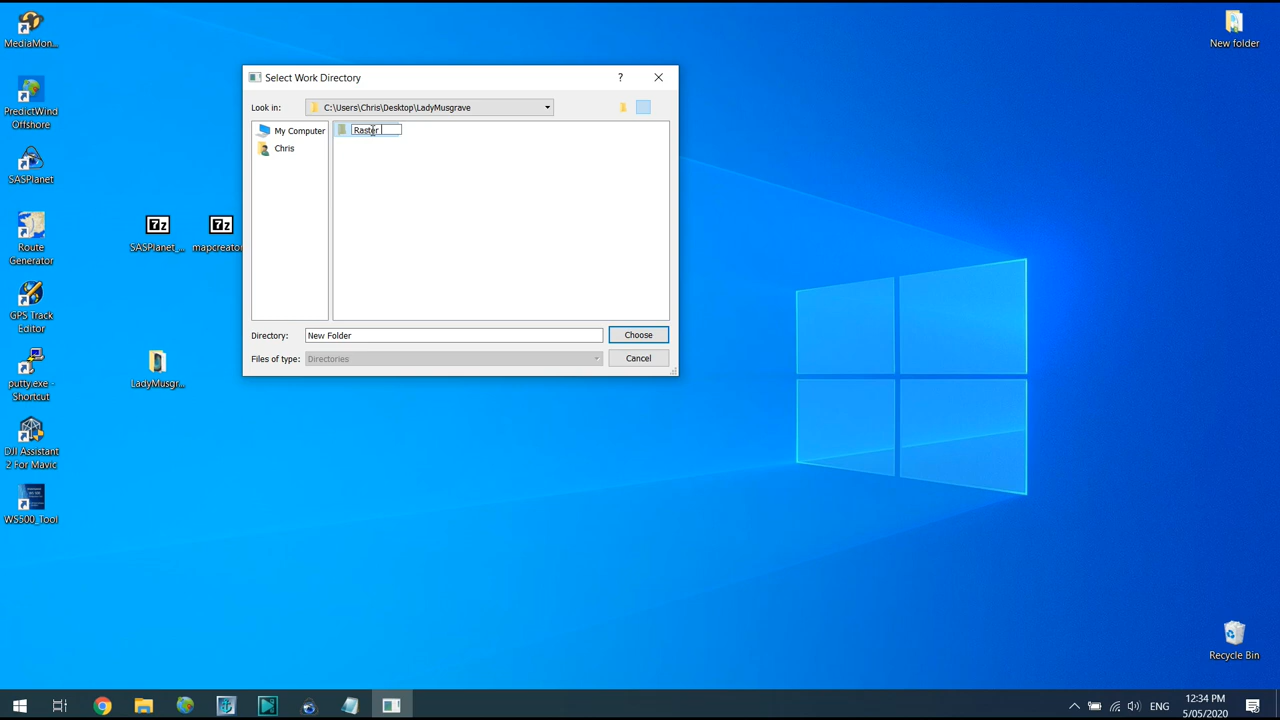 MediaMon...
New folder
Select Work Directory
?
Look in:
C:\Users\Chris\Desktop\LadyMusgrave
PredictWind
Offshore
My Computer
Raster
Chris
SASPlanet
7z
7z
Route
Generator
SASPlanet_...
mapcreator
GPS Track
Editor
Directory:
New Folder
Choose
Files of type:
Directories
Cancel
putty.exe -
Shortcut
LadyMusgr...
DJI Assistant
2 For Mavic
WS500_Tool
Recycle Bin
ENG
12:34 PM
5/05/2020